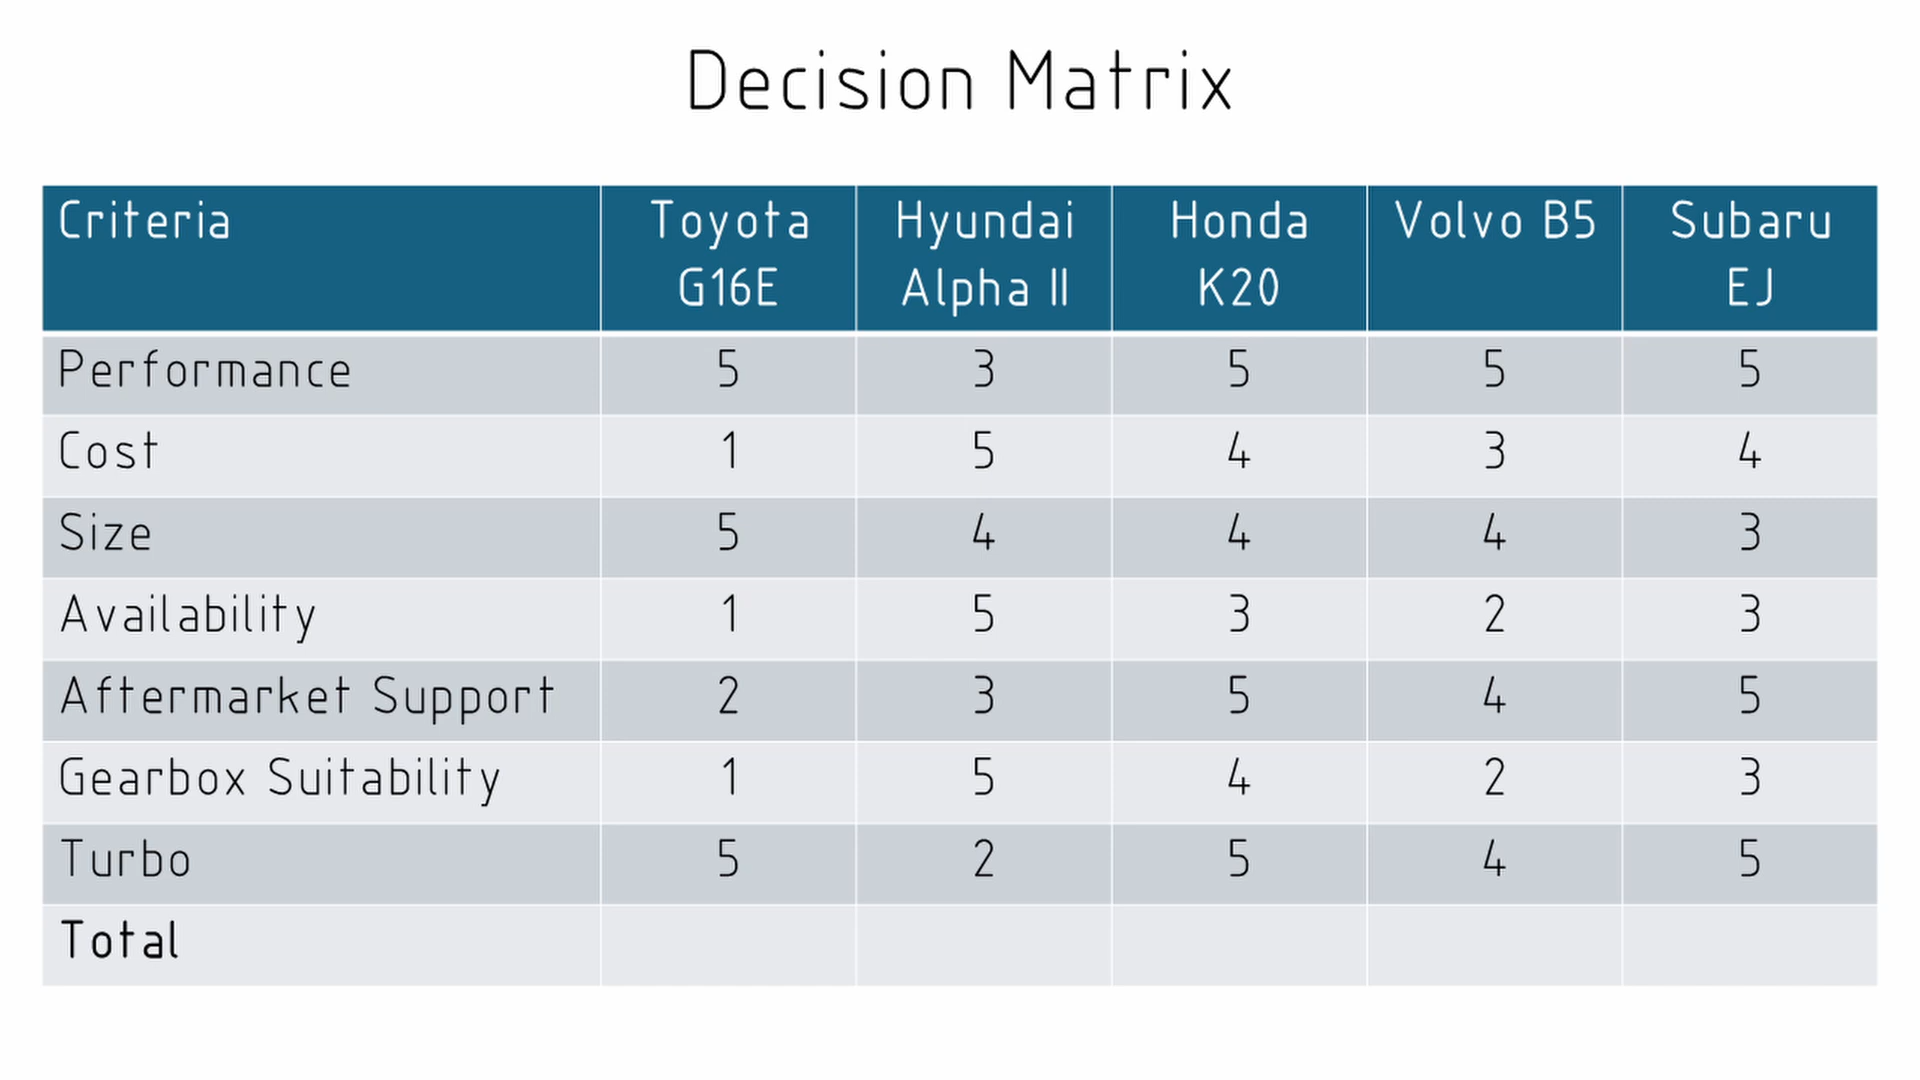 Decision Matrix
Criteria Toyota G16E Hyundai Alpha II Honda K20 Volvo B5 Subaru EJ
Performance 5 3 5 5 5
Cost 1 5 4 3 4
Size 5 4 4 4 3
Availability 1 5 3 2 3
Aftermarket Support 2 3 5 4 5
Gearbox Suitability 1 5 4 2 3
Turbo 5 2 5 4 5
Total